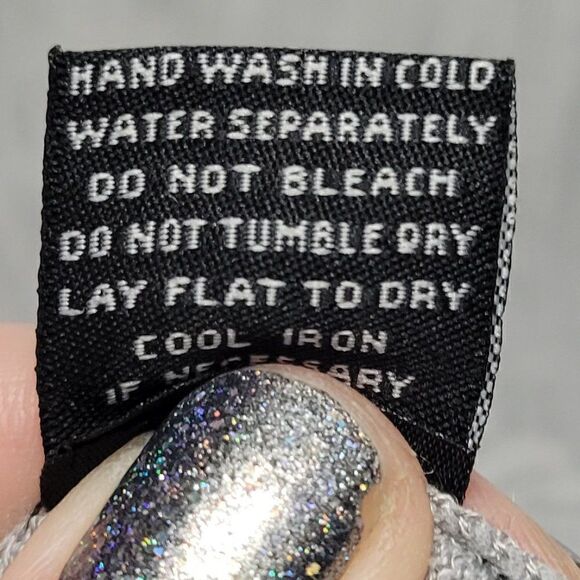 HAND WASH IN COLD
WATER SEPARATELY
DO NOT BLEACH
DO NOT TUMBLE DRY
LAY FLAT TO DRY
COOL IRON
IF NECESSARY